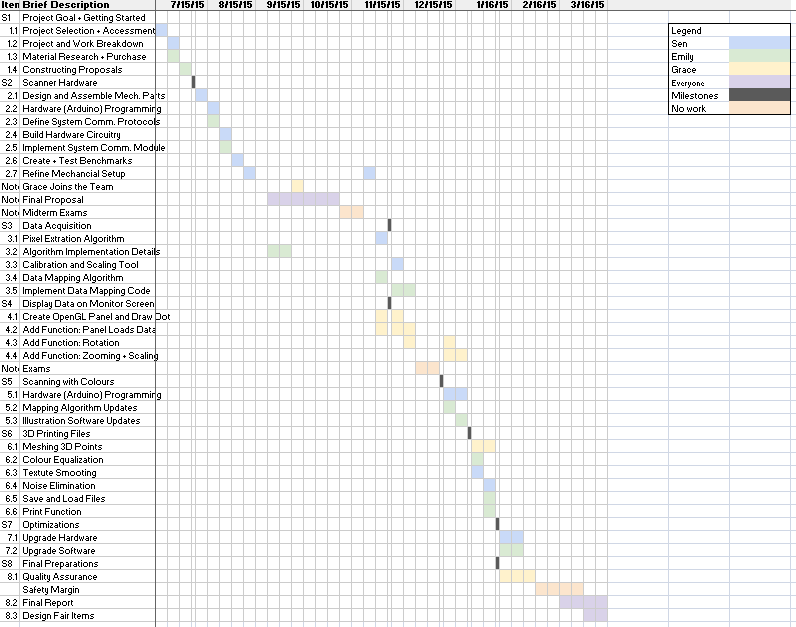 Item Brief Description 7/15/15 8/15/15 9/15/15 10/15/15 11/15/15 12/15/15 1/16/15 2/16/15 3/16/15
S1 Project Goal + Getting Started
1.1 Project Selection + Assessment
1.2 Project and Work Breakdown
1.3 Material Research + Purchase
1.4 Constructing Proposals
S2 Scanner Hardware
2.1 Design and Assemble Mech. Parts
2.2 Hardware (Arduino) Programming
2.3 Define System Comm. Protocols
2.4 Build Hardware Circuitry
2.5 Implement System Comm. Module
2.6 Create + Test Benchmarks
2.7 Refine Mechancial Setup
Note Grace Joins the Team
Note Final Proposal
Note Midterm Exams
S3 Data Acquisition
3.1 Pixel Extration Algorithm
3.2 Algorithm Implementation Details
3.3 Calibration and Scaling Tool
3.4 Data Mapping Algorithm
3.5 Implement Data Mapping Code
S4 Display Data on Monitor Screen
4.1 Create OpenGL Panel and Draw Dot
4.2 Add Function: Panel Loads Data
4.3 Add Function: Rotation
4.4 Add Function: Zooming + Scaling
Note Exams
S5 Scanning with Colours
5.1 Hardware (Arduino) Programming
5.2 Mapping Algorithm Updates
5.3 Illustration Software Updates
S6 3D Printing Files
6.1 Meshing 3D Points
6.2 Colour Equalization
6.3 Textute Smooting
6.4 Noise Elimination
6.5 Save and Load Files
6.6 Print Function
S7 Optimizations
7.1 Upgrade Hardware
7.2 Upgrade Software
S8 Final Preparations
8.1 Quality Assurance
Safety Margin
8.2 Final Report
8.3 Design Fair Items
Legend
Sen
Emily
Grace
Everyone
Milestones
No work